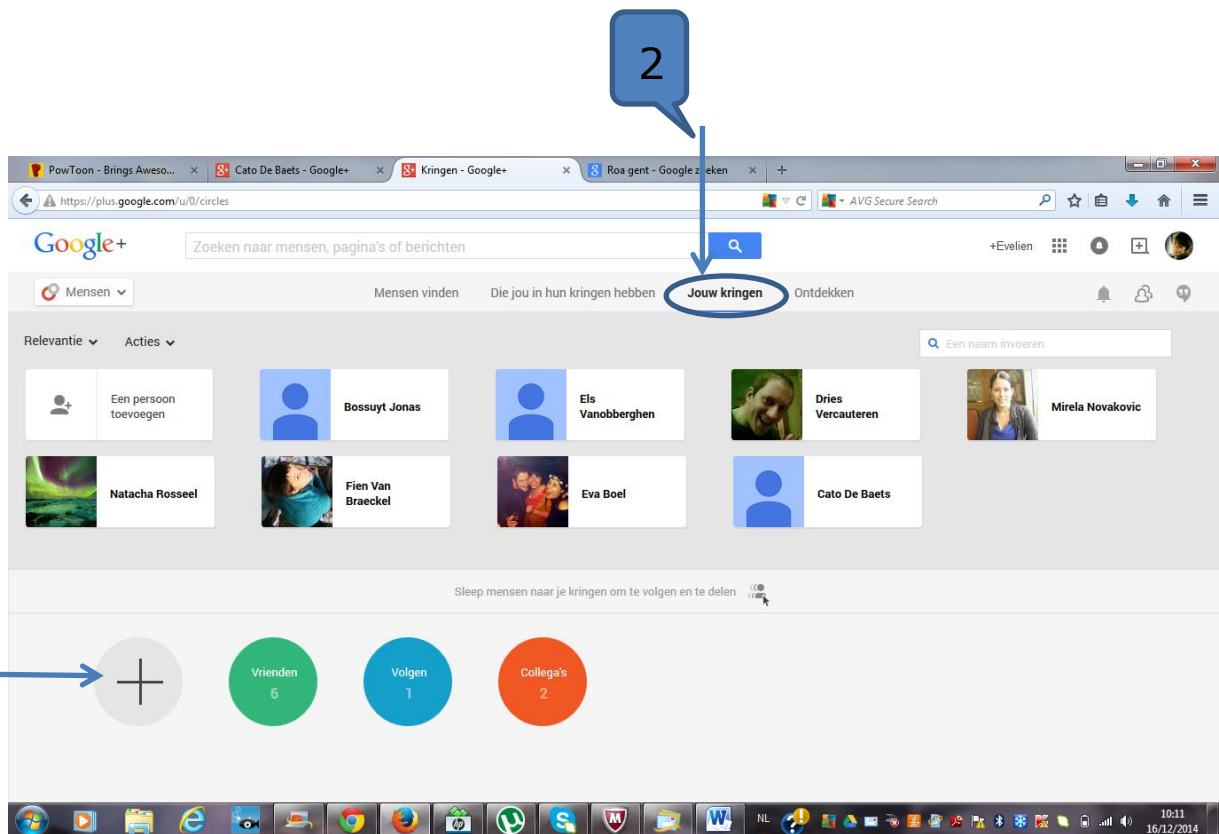 2
PowToon - Brings Aweso...
Cato De Baets - Google+
Kringen - Google+
Roa gent - Google zoeken
https://plus.google.com/u/0/circles
AVG Secure Search
Google+
Zoeken naar mensen, pagina's of berichten
+Evelien
Mensen
Mensen vinden
Die jou in hun kringen hebben
Jouw kringen
Ontdekken
Relevantie
Acties
Een naam invoeren
Een persoon
toevoegen
Bossuyt Jonas
Els
Vanobberghen
Dries
Vercauteren
Mirela Novakovic
Natacha Rosseel
Fien Van
Braeckel
Eva Boel
Cato De Baets
Sleep mensen naar je kringen om te volgen en te delen
Vrienden
6
Volgen
1
Collega's
2
NL
10:11
16/12/2014